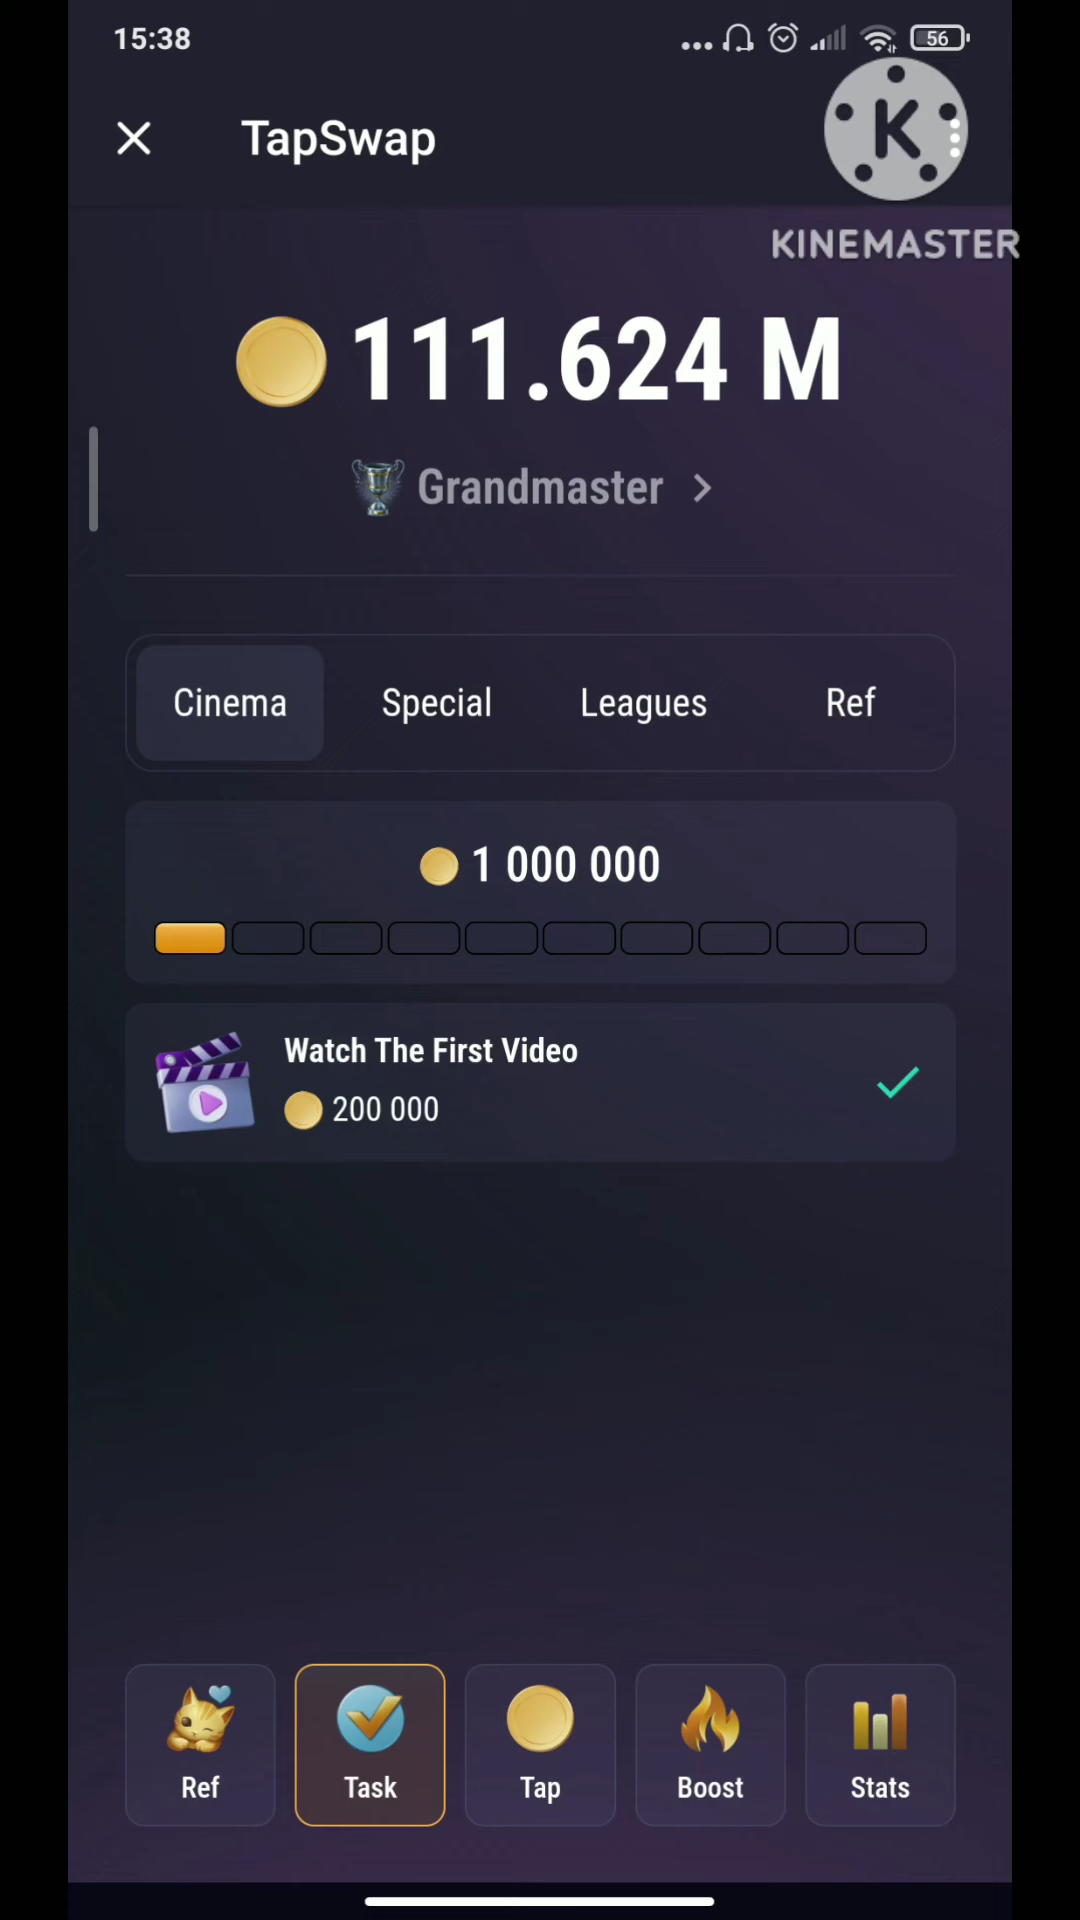 15:38
56
TapSwap
K
KINEMASTER
111.624 M
Grandmaster
Cinema Special Leagues Ref
1 000 000
Watch The First Video
200 000
Ref Task Tap Boost Stats